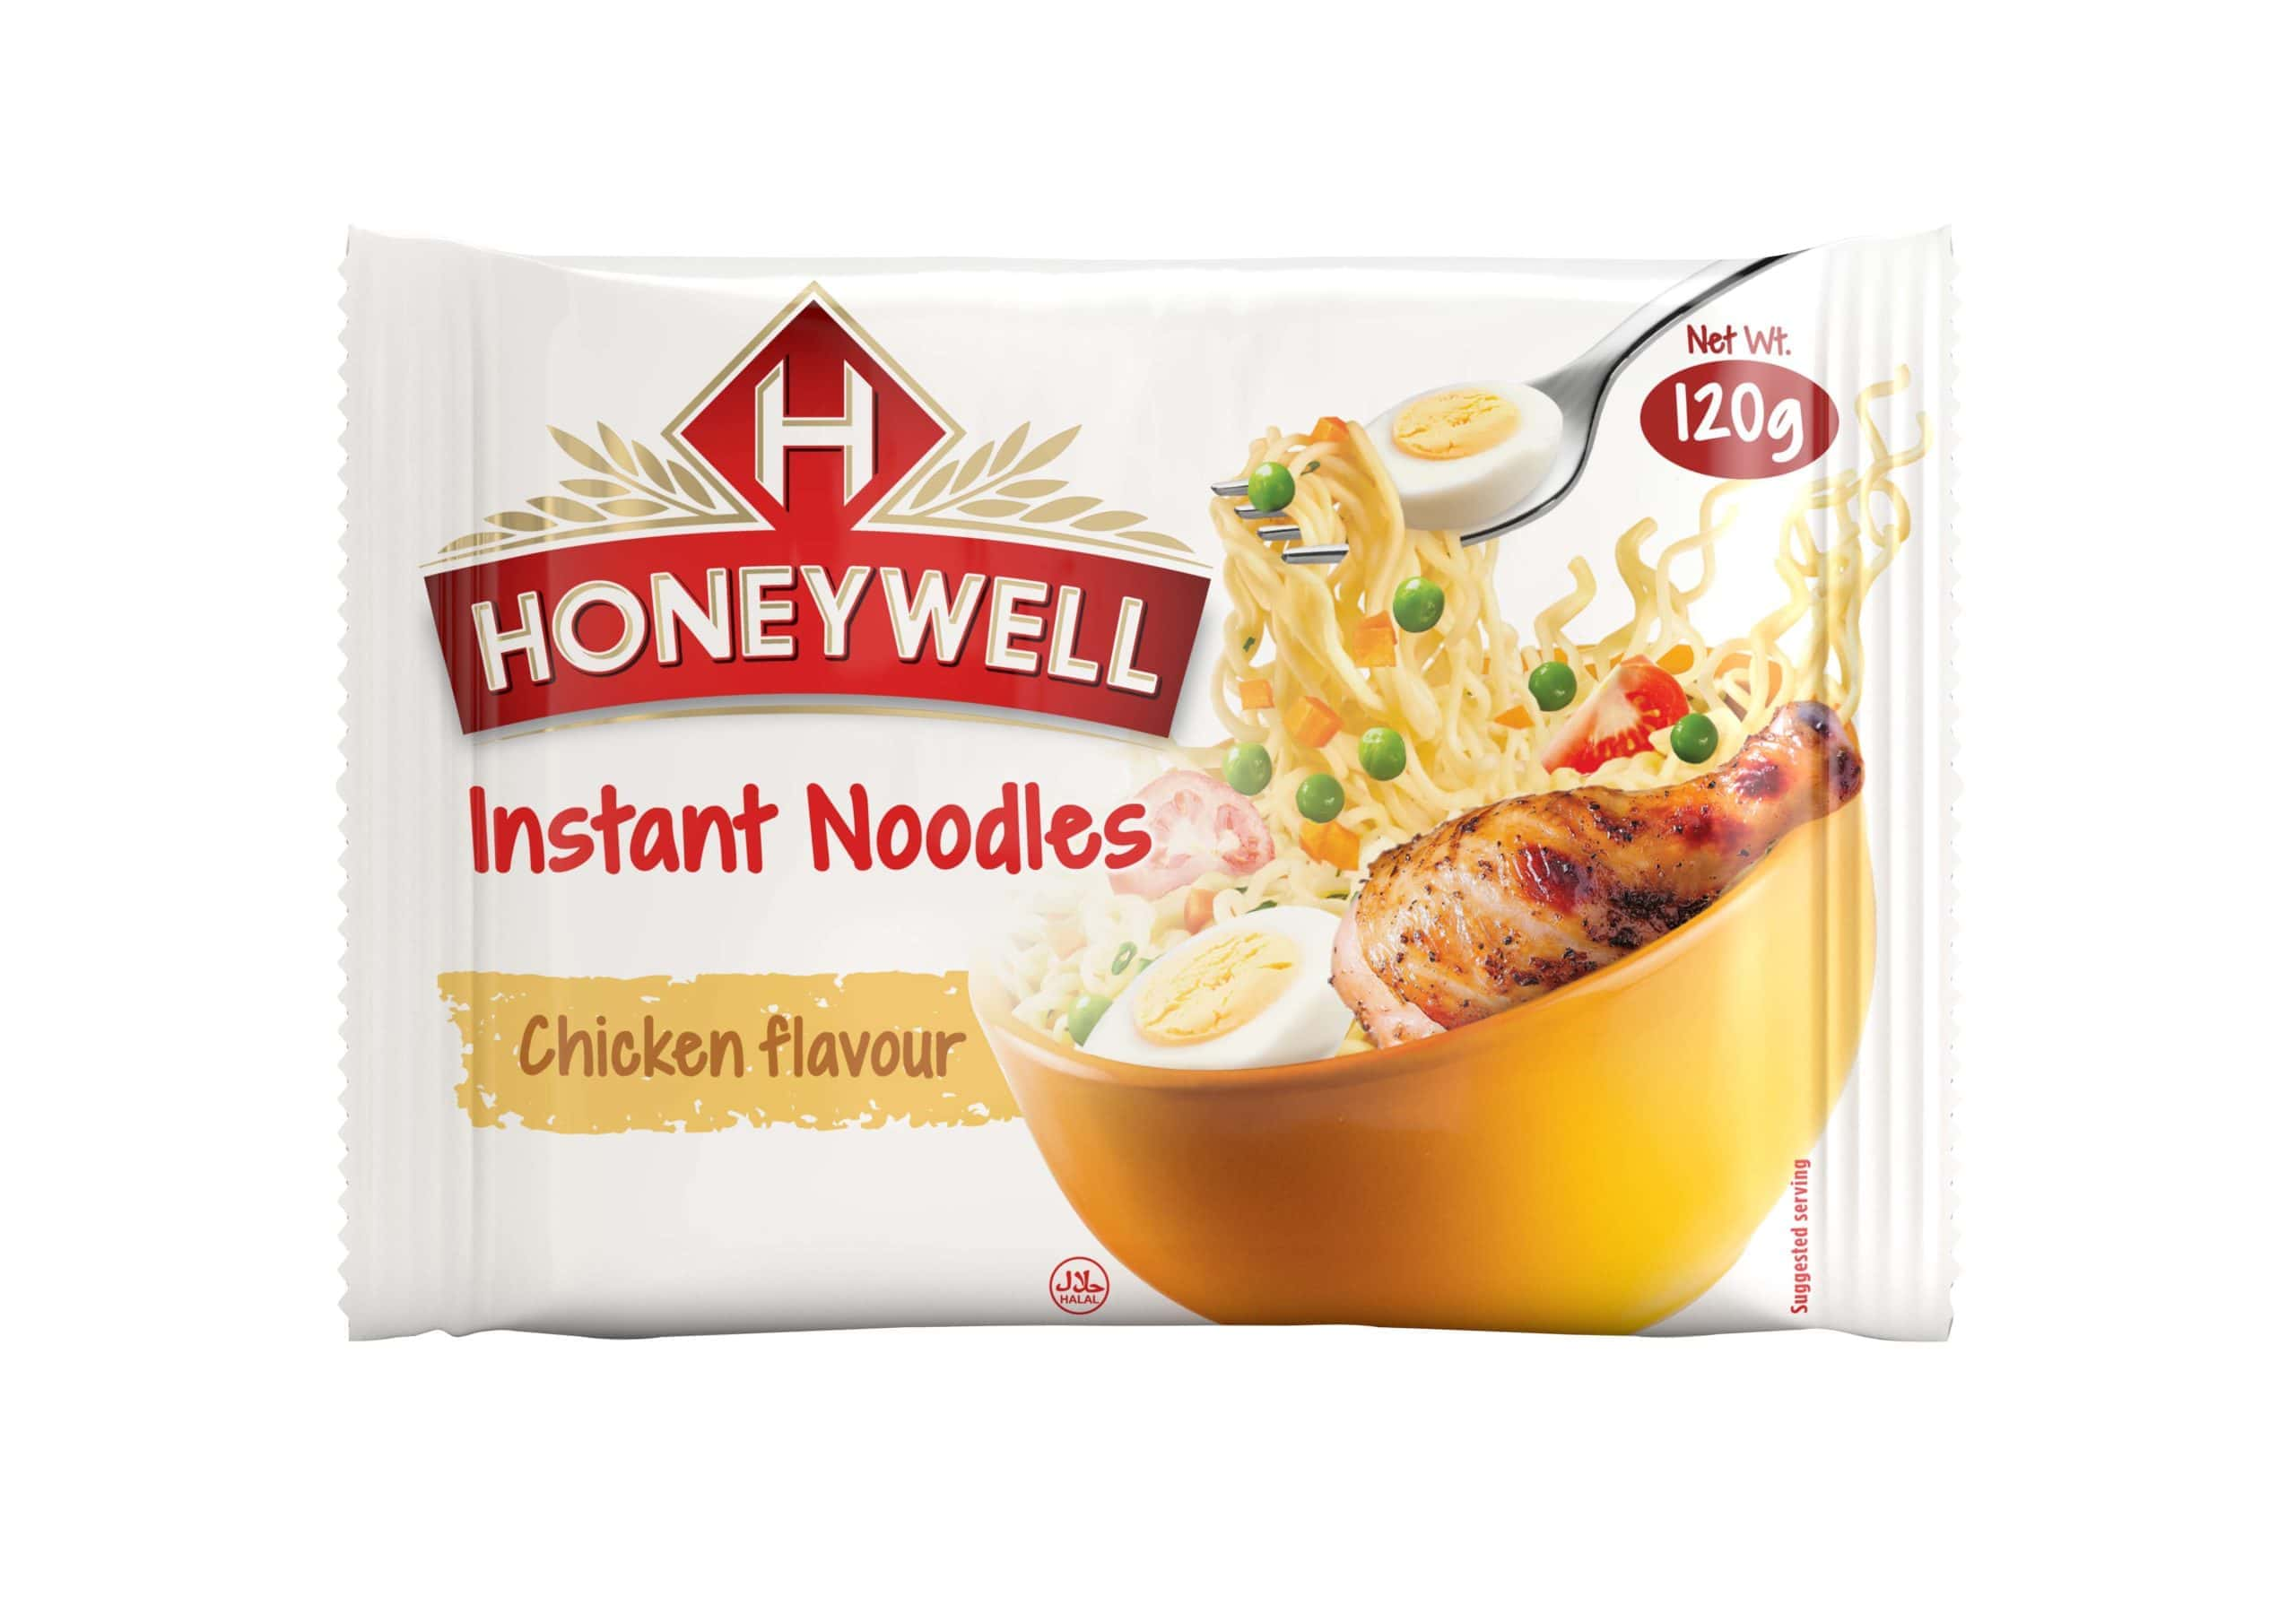 H
HONEYWELL
Instant Noodles
Chicken flavour
Net Wt.
120g
حلال
HALAL
Suggested serving